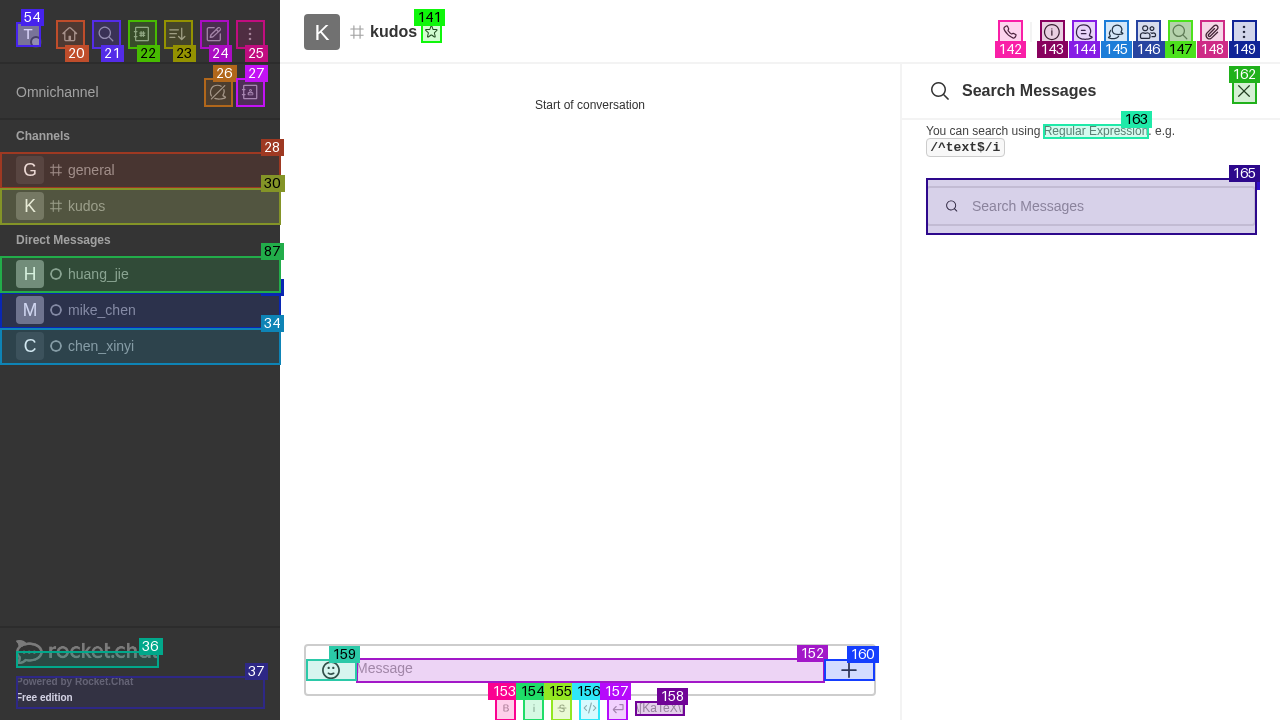 54
T
20
21
22
23
24
25
K
kudos
141
142
143
144
145
146
147
148
149
Omnichannel
26
27
Start of conversation
Search Messages
162
You can search using Regular Expression. e.g.
163
/^text$/i
Channels
28
G general
30
K kudos
165
Search Messages
Direct Messages
87
H huang_jie
M mike_chen
34
C chen_xinyi
rocket.chat
36
37
Powered by Rocket.Chat
Free edition
159
Message
152
160
153
154
155
156
157
158
B
i
S
</>
\[KaTeX\]